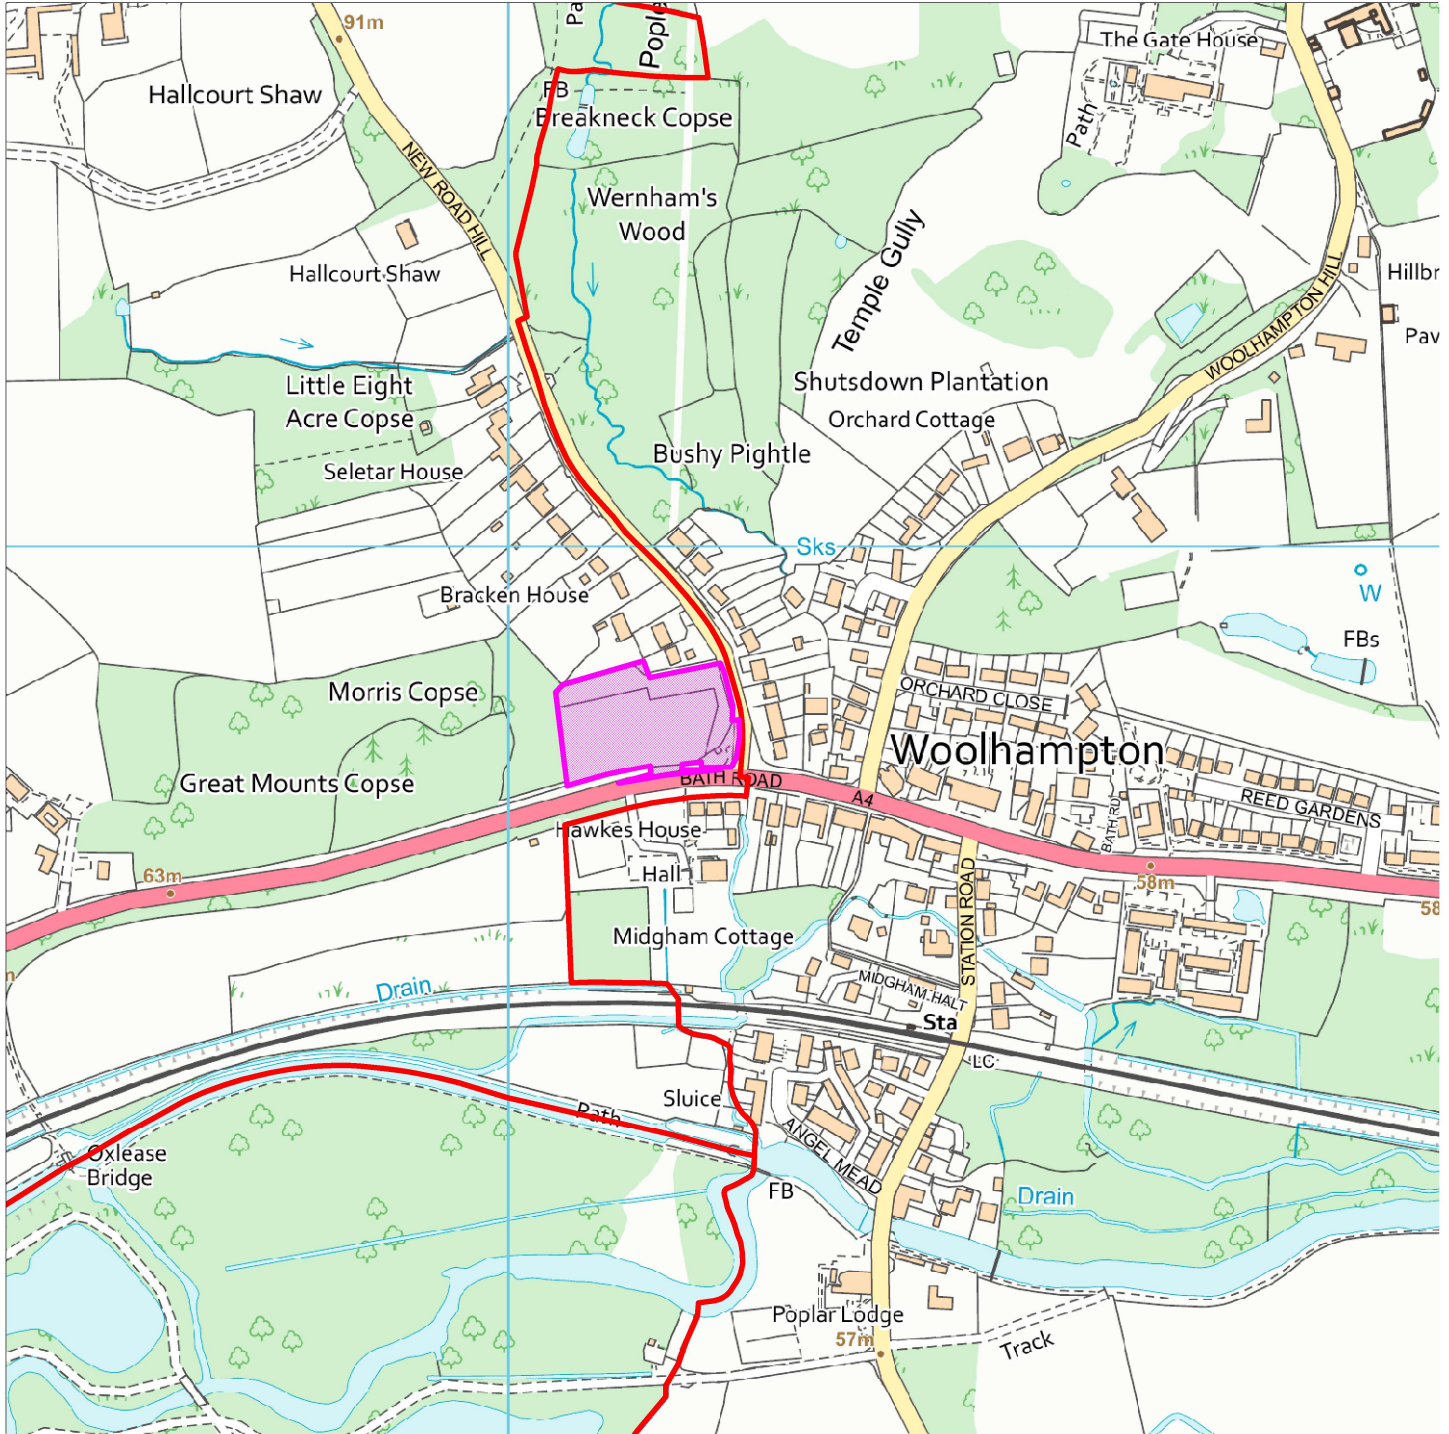 91m
Pa
Pople
The Gate House
Hallcourt Shaw
FB
Breakneck Copse
Path
NEW ROAD HILL
Wernham's
Wood
Temple Gully
Hallcourt Shaw
Hillbr
WOOLHAMPTON HILL
Pav
Little Eight
Acre Copse
Shutsdown Plantation
Orchard Cottage
Seletar House
Bushy Pightle
Sks
Bracken House
W
FBs
Morris Copse
ORCHARD CLOSE
Woolhampton
Great Mounts Copse
BATH ROAD
A4
REED GARDENS
BATH RD
Hawkes House
Hall
63m
58m
58
STATION ROAD
Midgham Cottage
m
Drain
MIDGHAM HALT
Sta
LC
Sluice
Path
ANGEL MEAD
Oxlease
Bridge
FB
Drain
Poplar Lodge
57m
Track